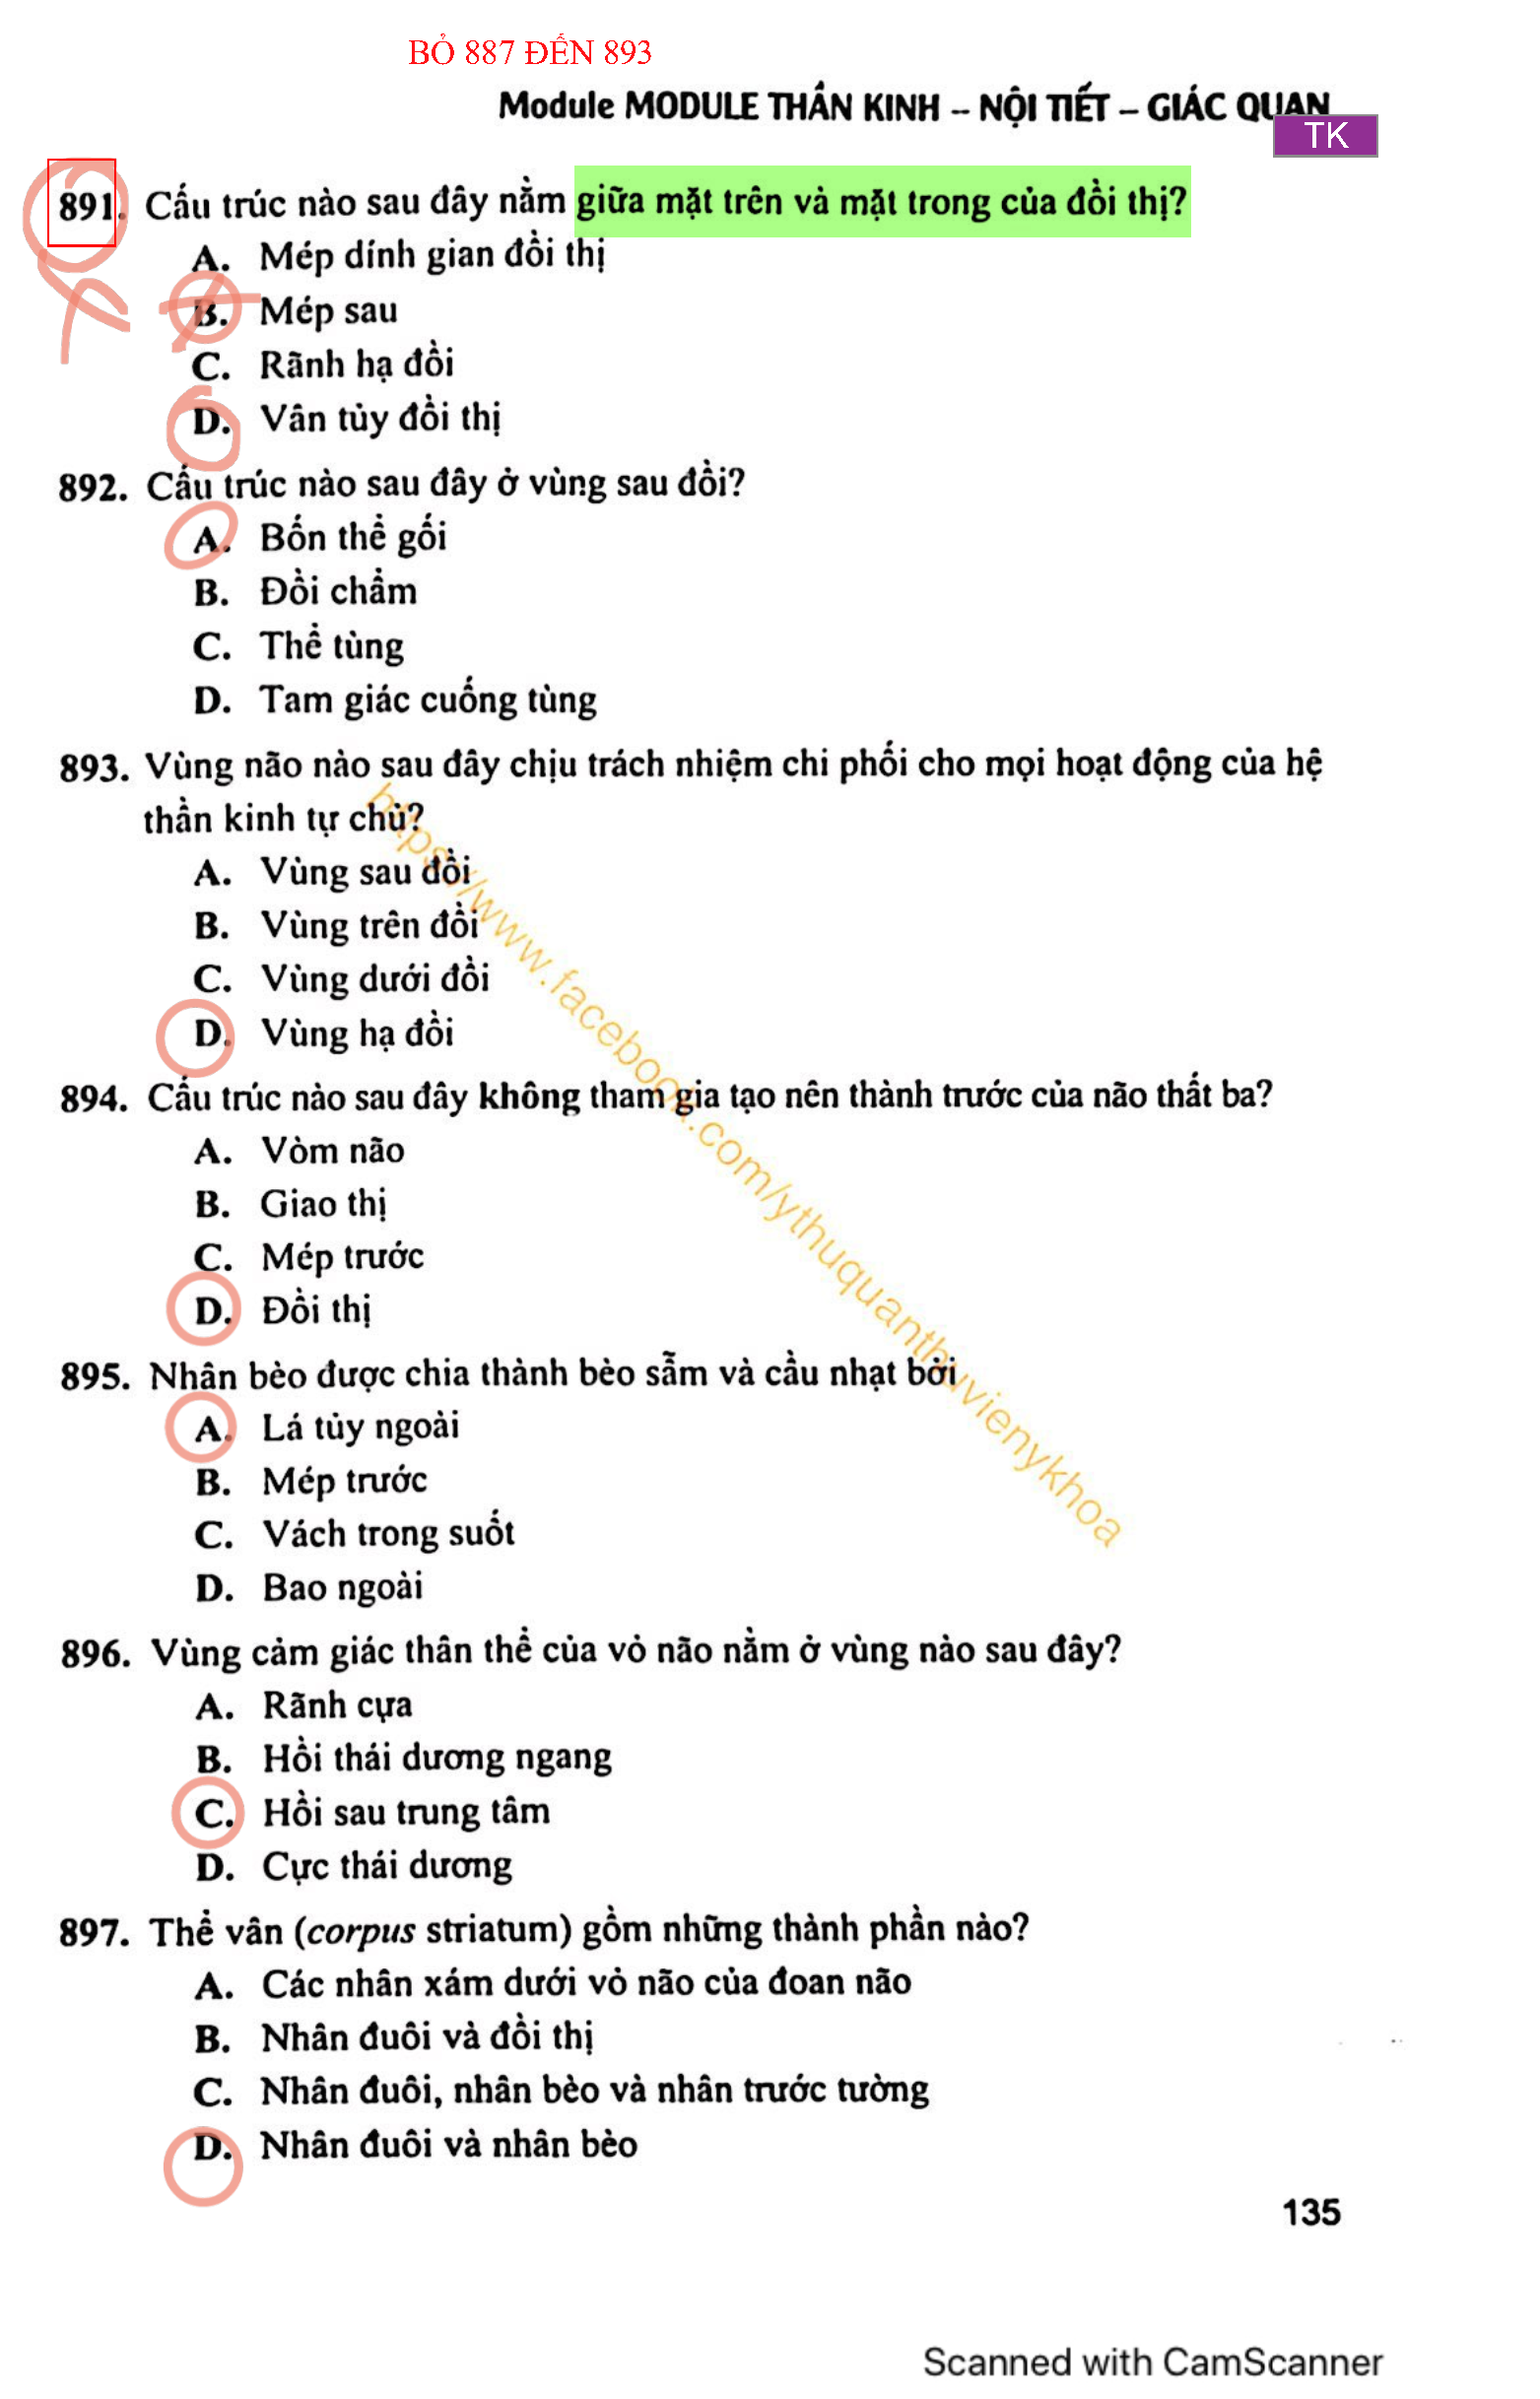 BỎ 887 ĐẾN 893
Module MODULE THẦN KINH – NỘI TIẾT – GIÁC QUAN
TK
891. Cấu trúc nào sau đây nằm giữa mặt trên và mặt trong của đồi thị?
A. Mép dính gian đồi thị
B. Mép sau
C. Rãnh hạ đồi
D. Vân tủy đồi thị
892. Cấu trúc nào sau đây ở vùng sau đồi?
A. Bốn thể gối
B. Đồi chẩm
C. Thể tùng
D. Tam giác cuống tùng
893. Vùng não nào sau đây chịu trách nhiệm chi phối cho mọi hoạt động của hệ
thần kinh tự chủ?
A. Vùng sau đồi
B. Vùng trên đồi
C. Vùng dưới đồi
D. Vùng hạ đồi
894. Cấu trúc nào sau đây không tham gia tạo nên thành trước của não thất ba?
A. Vòm não
B. Giao thị
C. Mép trước
D. Đồi thị
895. Nhân bèo được chia thành bèo sẫm và cầu nhạt bởi
A. Lá tủy ngoài
B. Mép trước
C. Vách trong suốt
D. Bao ngoài
896. Vùng cảm giác thân thể của vỏ não nằm ở vùng nào sau đây?
A. Rãnh cựa
B. Hồi thái dương ngang
C. Hồi sau trung tâm
D. Cực thái dương
897. Thể vân (corpus striatum) gồm những thành phần nào?
A. Các nhân xám dưới vỏ não của đoan não
B. Nhân đuôi và đồi thị
C. Nhân đuôi, nhân bèo và nhân trước tường
D. Nhân đuôi và nhân bèo
https://www.facebook.com/ythuquanthuvienykhoa
135
Scanned with CamScanner